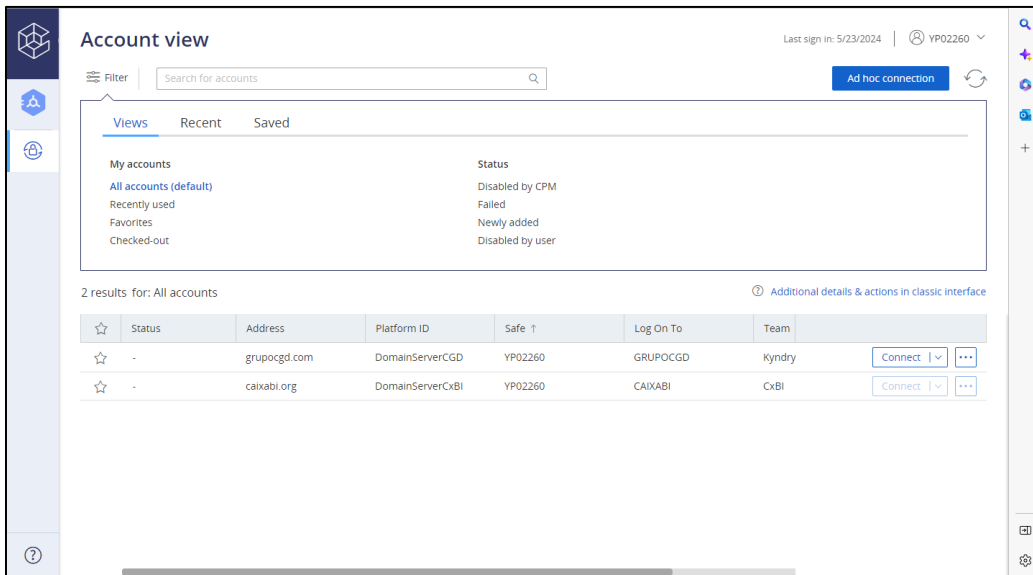 Account view
Last sign in: 5/23/2024
YP02260
Filter
Search for accounts
Ad hoc connection
Views Recent Saved
My accounts Status
All accounts (default) Disabled by CPM
Recently used Failed
Favorites Newly added
Checked-out Disabled by user
2 results for: All accounts
Additional details & actions in classic interface
Status Address Platform ID Safe ↑ Log On To Team
- grupocgd.com DomainServerCGD YP02260 GRUPOCGD Kyndry Connect
- caixabi.org DomainServerCxBI YP02260 CAIXABI CxBI Connect